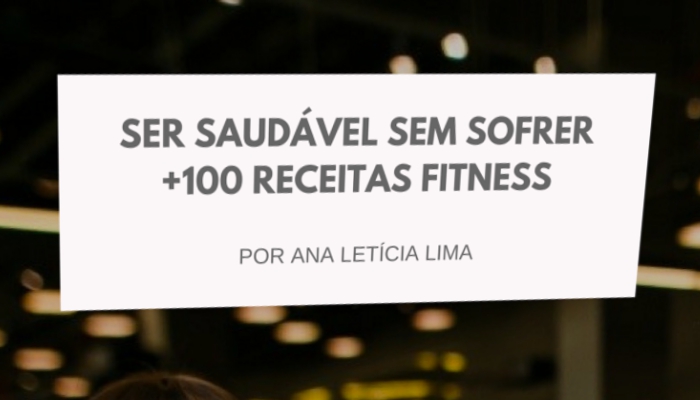 SER SAUDÁVEL SEM SOFRER
+100 RECEITAS FITNESS
POR ANA LETÍCIA LIMA